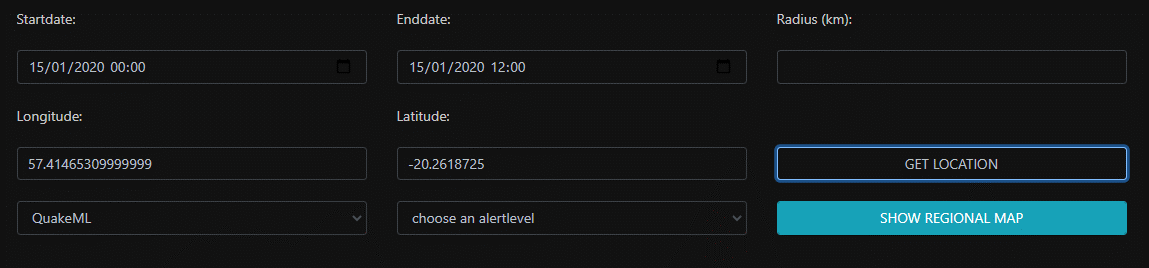 Startdate: Enddate: Radius (km):
15/01/2020 00:00 15/01/2020 12:00
Longitude: Latitude:
57.41465309999999 -20.2618725 GET LOCATION
QuakeML choose an alertlevel SHOW REGIONAL MAP